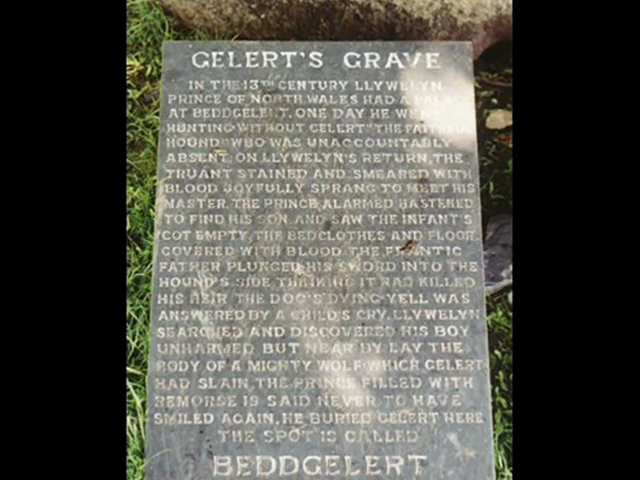 GELERT'S GRAVE
IN THE 13TH CENTURY LLYWELYN
PRINCE OF NORTH WALES HAD A PALACE
AT BEDDGELERT. ONE DAY HE WENT
HUNTING WITHOUT GELERT "THE FAITHFUL
HOUND" WHO WAS UNACCOUNTABLY
ABSENT. ON LLYWELYN'S RETURN, THE
TRUANT STAINED AND SMEARED WITH
BLOOD JOYFULLY SPRANG TO MEET HIS
MASTER. THE PRINCE ALARMED HASTENED
TO FIND HIS SON AND SAW THE INFANT'S
COT EMPTY, THE BEDCLOTHES AND FLOOR
COVERED WITH BLOOD THE FRANTIC
FATHER PLUNGED HIS SWORD INTO THE
HOUND'S SIDE THINKING IT HAD KILLED
HIS HEIR THE DOG'S DYING YELL WAS
ANSWERED BY A CHILD'S CRY. LLYWELYN
SEARCHED AND DISCOVERED HIS BOY
UNHARMED BUT NEAR BY LAY THE
BODY OF A MIGHTY WOLF WHICH GELERT
HAD SLAIN, THE PRINCE FILLED WITH
REMORSE IS SAID NEVER TO HAVE
SMILED AGAIN, HE BURIED GELERT HERE
THE SPOT IS CALLED
BEDDGELERT